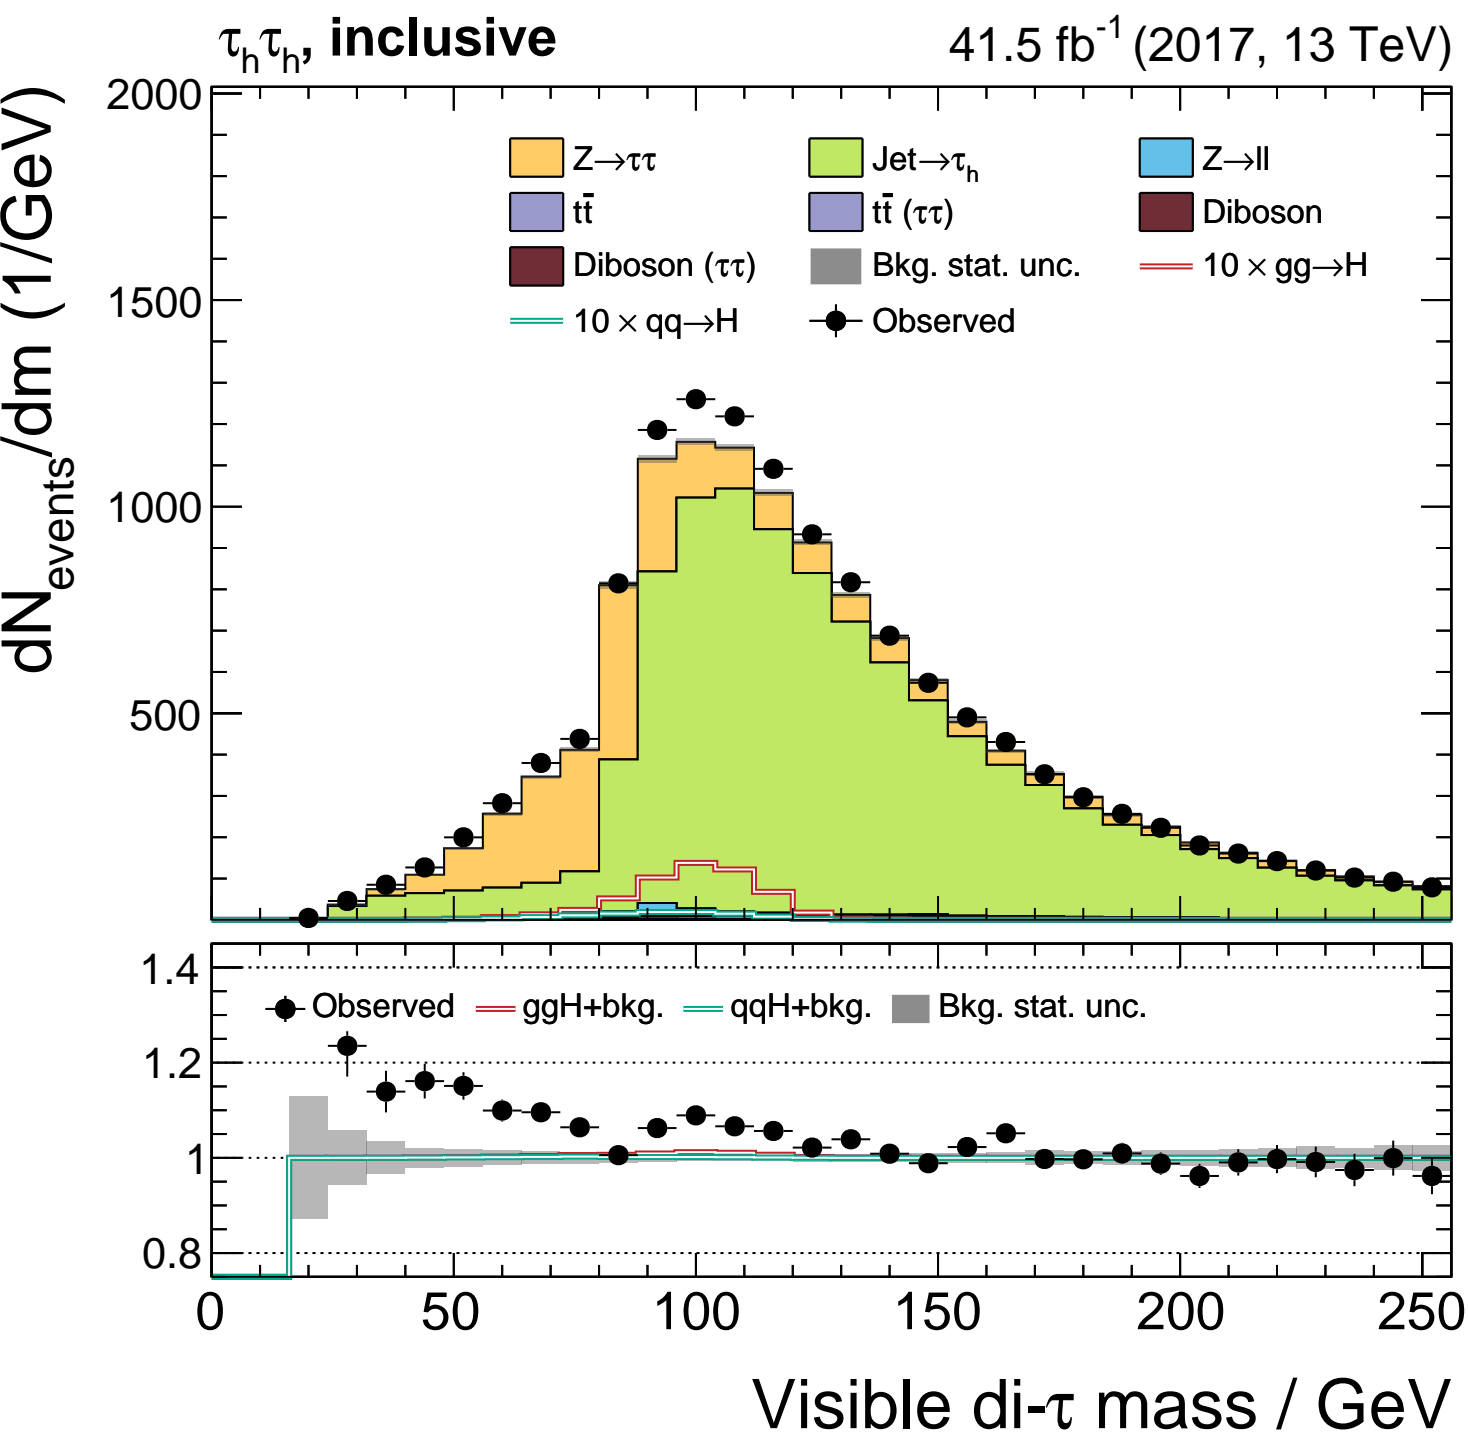 τhτh, inclusive 41.5 fb-1 (2017, 13 TeV)
dNevents/dm (1/GeV)
2000
1500
1000
500
Z→ττ Jet→τh Z→ll
tt̄ tt̄ (ττ) Diboson
Diboson (ττ) Bkg. stat. unc. 10 × gg→H
10 × qq→H Observed
1.4
1.2
1
0.8
Observed ggH+bkg. qqH+bkg. Bkg. stat. unc.
0 50 100 150 200 250
Visible di-τ mass / GeV